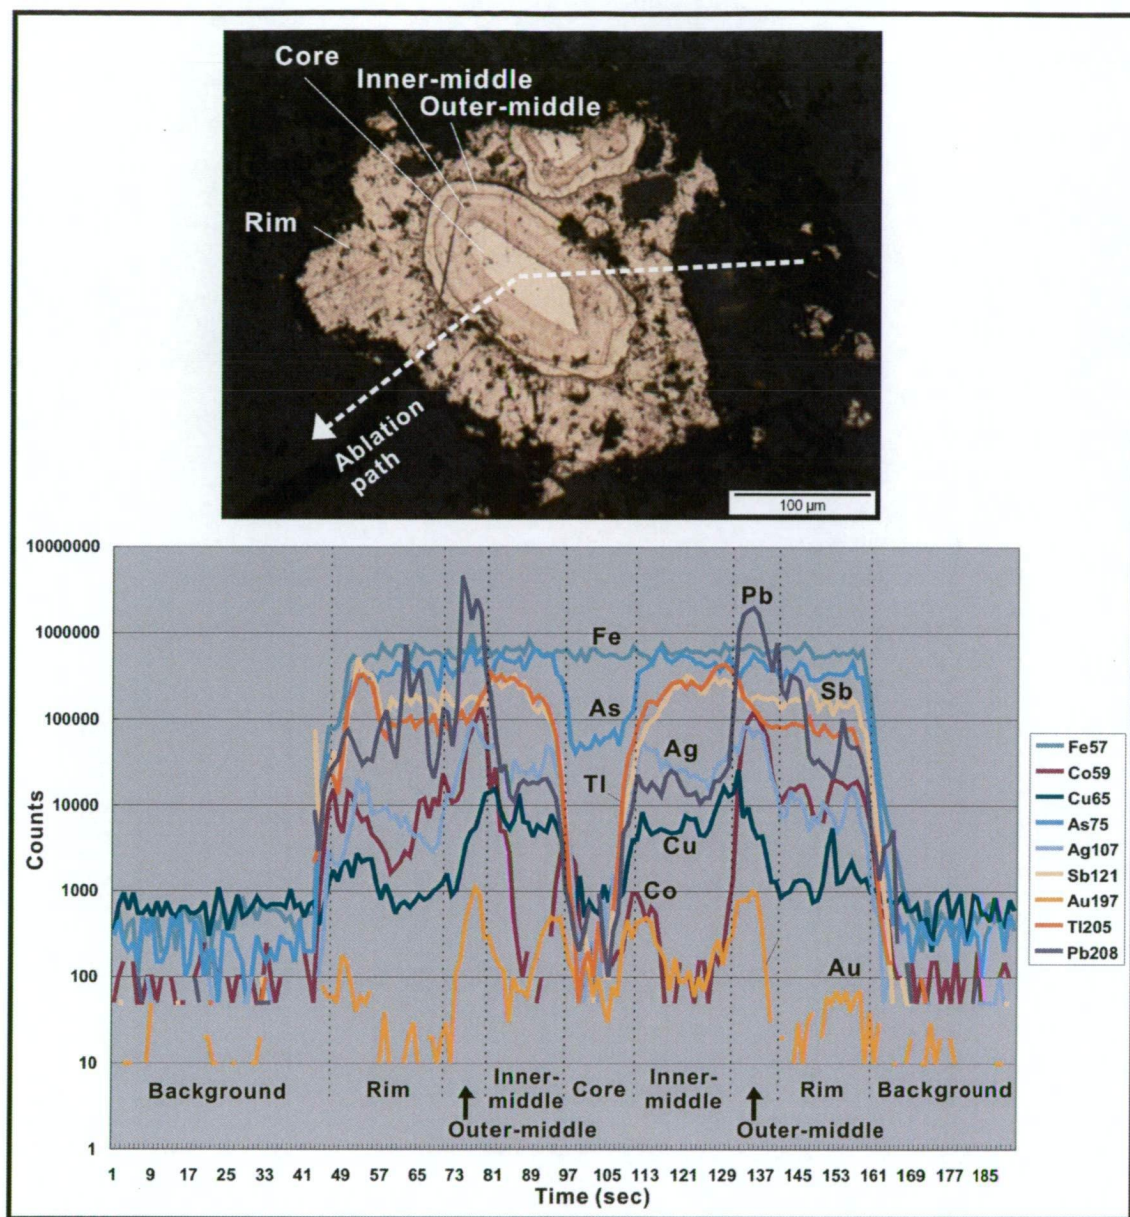 Core
Inner-middle
Outer-middle
Rim
Ablation
path
100 µm
10000000
1000000
100000
10000
1000
100
10
1
Counts
Fe
Pb
As
Sb
Ag
Tl
Cu
Co
Au
Background
Rim
Inner-
middle
Core
Inner-
middle
Rim
Background
Outer-middle
Outer-middle
1 9 17 25 33 41 49 57 65 73 81 89 97 105 113 121 129 137 145 153 161 169 177 185
Time (sec)
Fe57
Co59
Cu65
As75
Ag107
Sb121
Au197
Tl205
Pb208